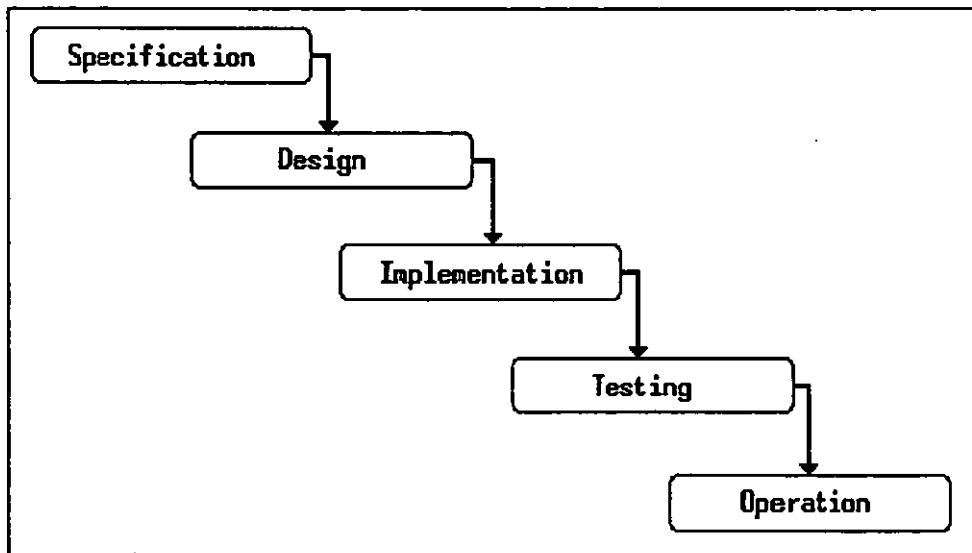 Specification
Design
Implementation
Testing
Operation